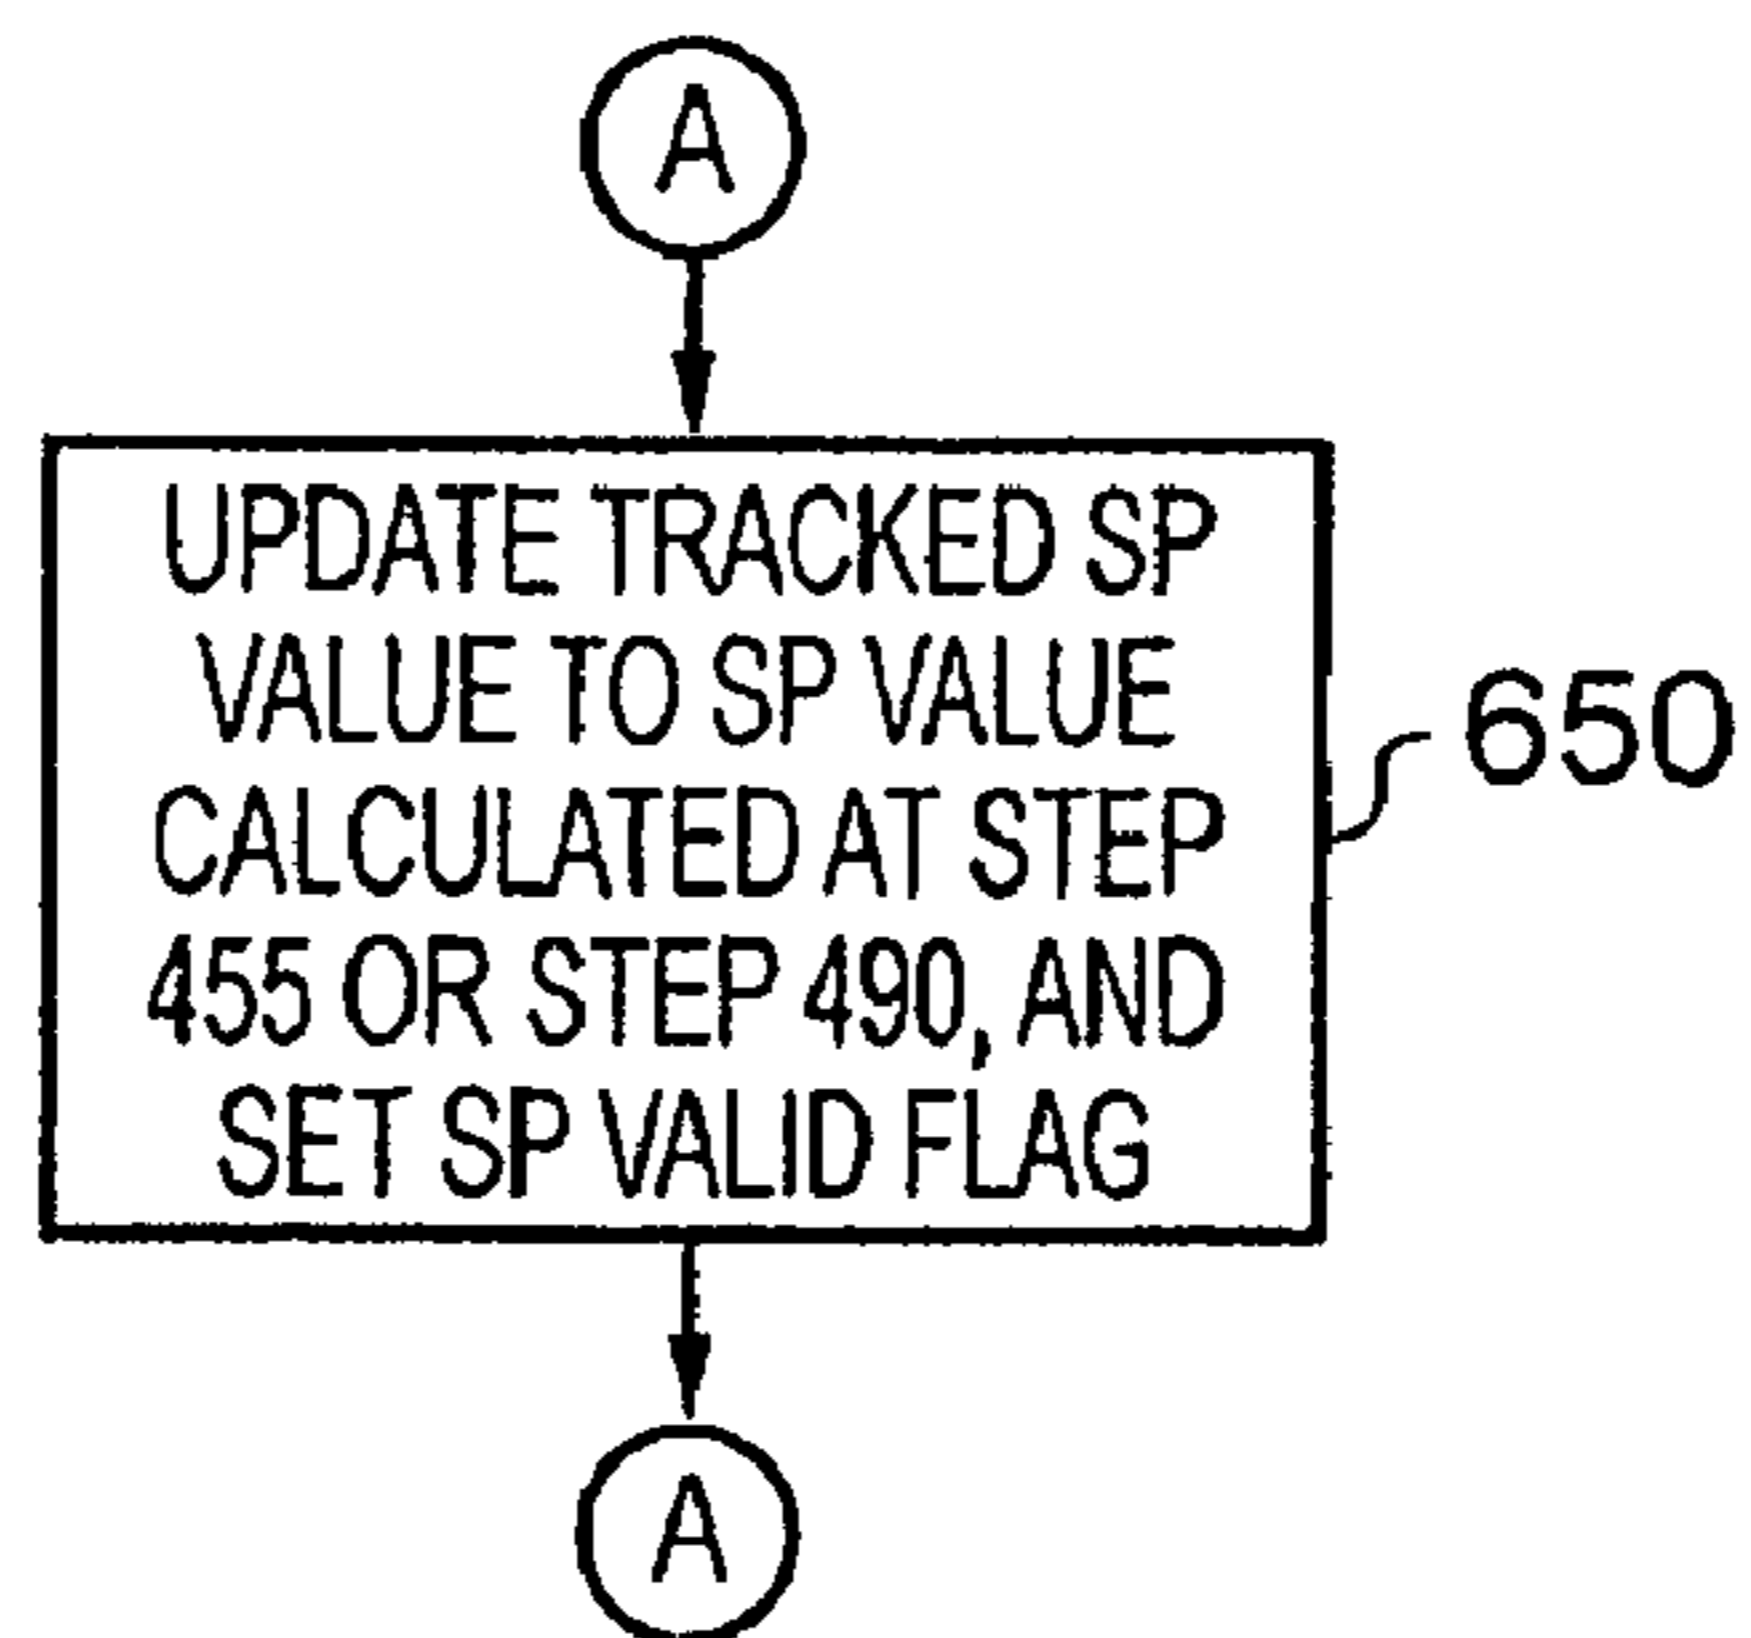 A
UPDATE TRACKED SP
VALUE TO SP VALUE
CALCULATED AT STEP
455 OR STEP 490, AND
SET SP VALID FLAG
650
A